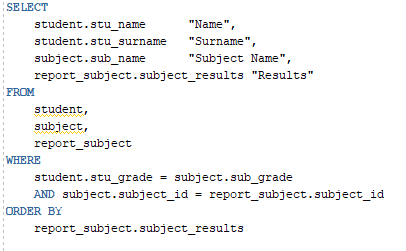 SELECT
student.stu_name "Name",
student.stu_surname "Surname",
subject.sub_name "Subject Name",
report_subject.subject_results "Results"
FROM
student,
subject,
report_subject
WHERE
student.stu_grade = subject.sub_grade
AND subject.subject_id = report_subject.subject_id
ORDER BY
report_subject.subject_results